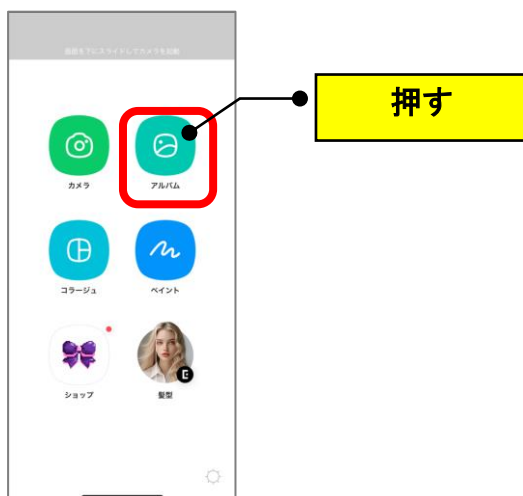 画面を下にスライドしてカメラを起動
押す
カメラ
アルバム
コラージュ
ペイント
ショップ
髪型
E